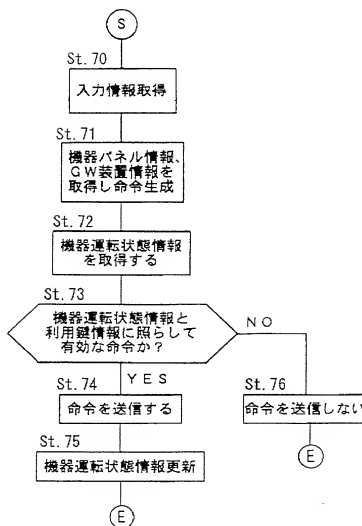 S
St.70
入力情報取得
St.71
機器パネル情報、
GW装置情報を
取得し命令生成
St.72
機器運転状態情報
を取得する
St.73
機器運転状態情報と
利用鍵情報に照らして
有効な命令か?
NO
YES
St.74
命令を送信する
St.76
命令を送信しない
St.75
機器運転状態情報更新
E
E